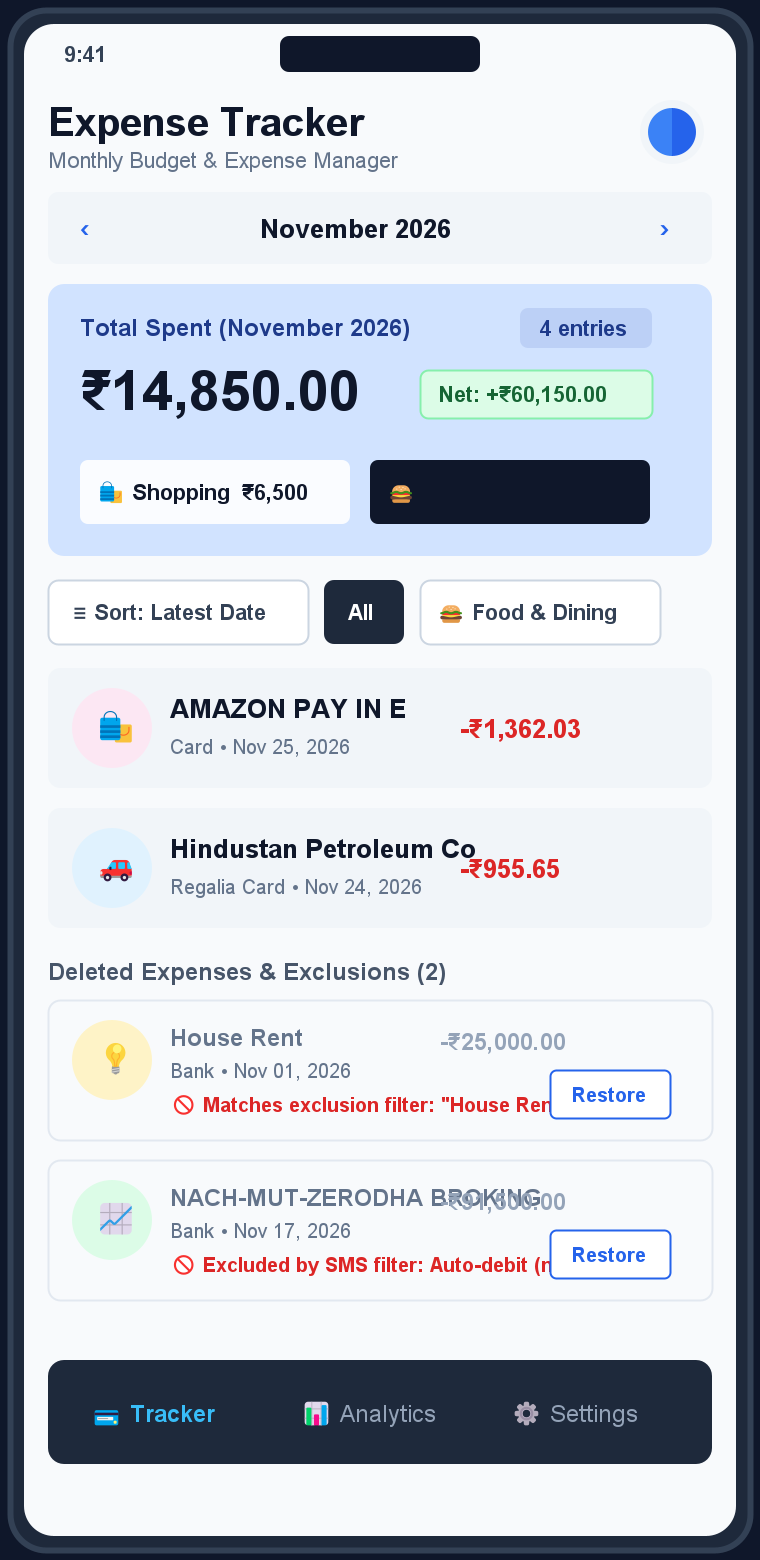 9:41
Expense Tracker
Monthly Budget & Expense Manager
‹ November 2026 ›
Total Spent (November 2026)
4 entries
₹14,850.00
Net: +₹60,150.00
Shopping ₹6,500
≡ Sort: Latest Date
All
Food & Dining
AMAZON PAY IN E
-₹1,362.03
Card • Nov 25, 2026
Hindustan Petroleum Co
-₹955.65
Regalia Card • Nov 24, 2026
Deleted Expenses & Exclusions (2)
House Rent
-₹25,000.00
Bank • Nov 01, 2026
Matches exclusion filter: "House Ren
Restore
NACH-MUT-ZERODHA BROKING
-₹91,500.00
Bank • Nov 17, 2026
Excluded by SMS filter: Auto-debit (n
Restore
Tracker
Analytics
Settings